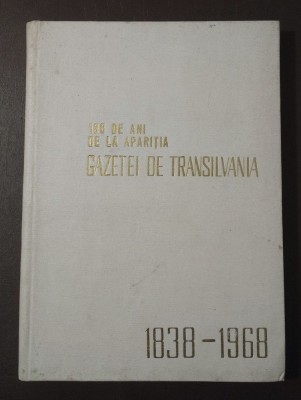 130 DE ANI
DE LA APARIȚIA
GAZETEI DE TRANSILVANIA
1838-1968